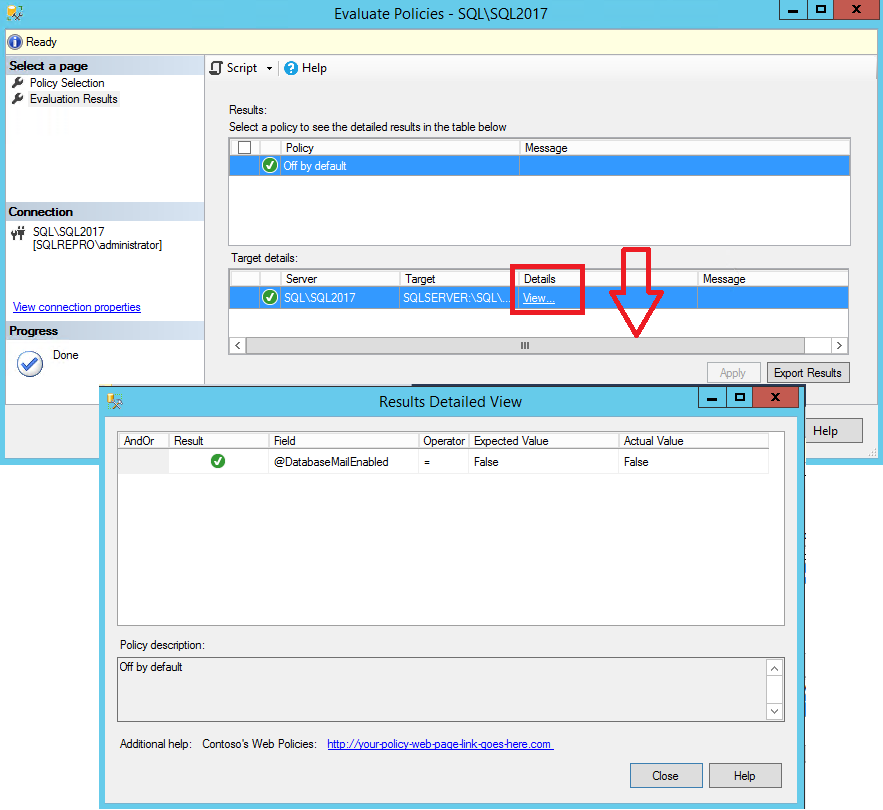 Evaluate Policies - SQL\SQL2017
Ready
Select a page
Policy Selection
Evaluation Results
Script
Help
Results:
Select a policy to see the detailed results in the table below
Policy Message
Off by default
Connection
SQL\SQL2017
[SQLREPRO\administrator]
View connection properties
Progress
Done
Target details:
Server Target Details Message
SQL\SQL2017 SQLSERVER:\SQL\... View...
Apply Export Results
Help
Results Detailed View
AndOr Result Field Operator Expected Value Actual Value
@DatabaseMailEnabled = False False
Policy description:
Off by default
Additional help: Contoso's Web Policies: http://your-policy-web-page-link-goes-here.com
Close Help